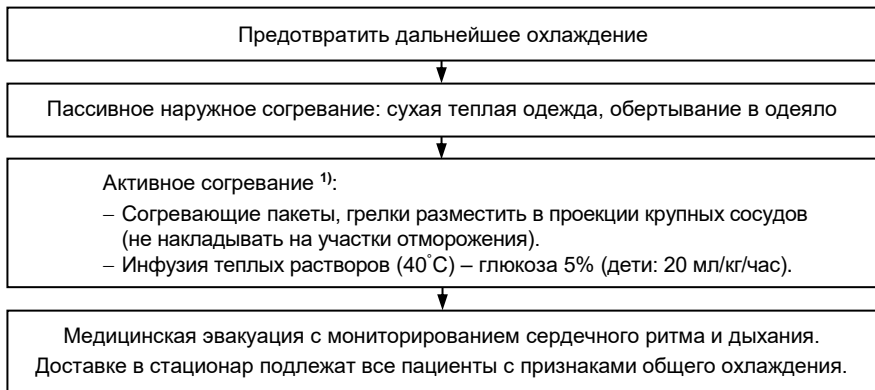 Предотвратить дальнейшее охлаждение
Пассивное наружное согревание: сухая теплая одежда, обертывание в одеяло
Активное согревание ¹⁾:
– Согревающие пакеты, грелки разместить в проекции крупных сосудов
(не накладывать на участки отморожения).
– Инфузия теплых растворов (40°С) – глюкоза 5% (дети: 20 мл/кг/час).
Медицинская эвакуация с мониторированием сердечного ритма и дыхания.
Доставке в стационар подлежат все пациенты с признаками общего охлаждения.